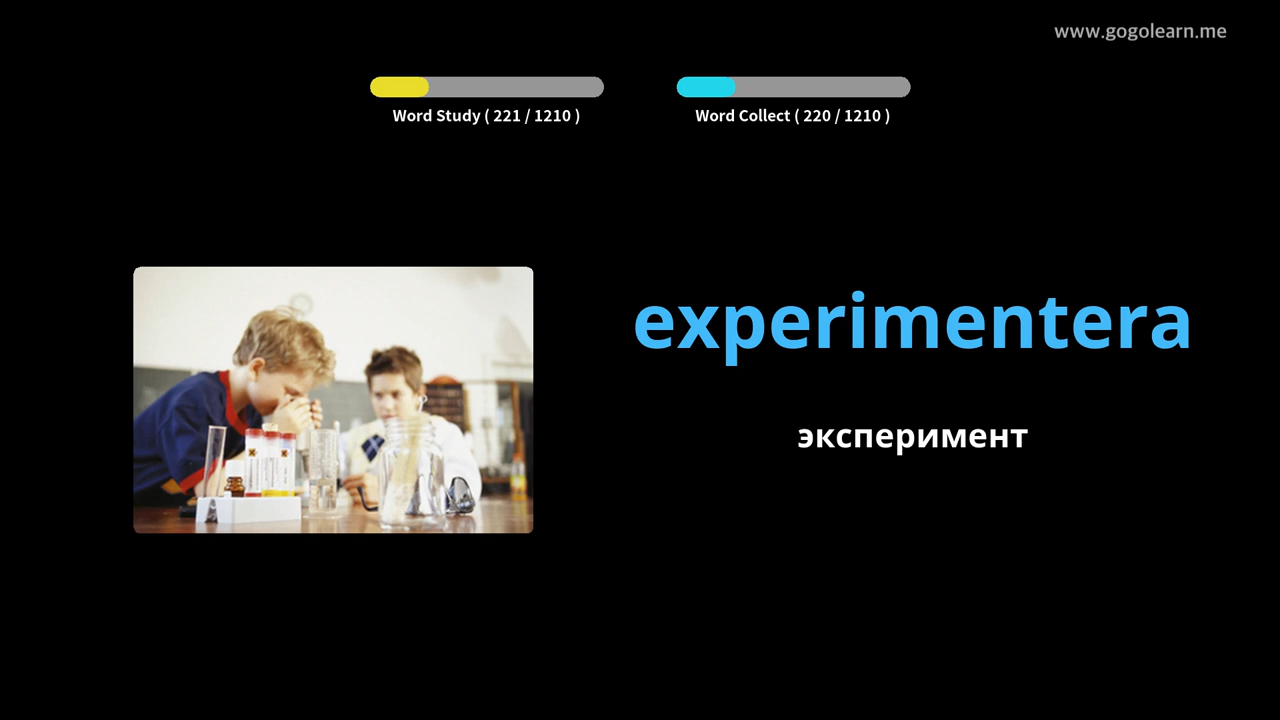 www.gogolearn.me
Word Study ( 221 / 1210 )
Word Collect ( 220 / 1210 )
experimentera
эксперимент